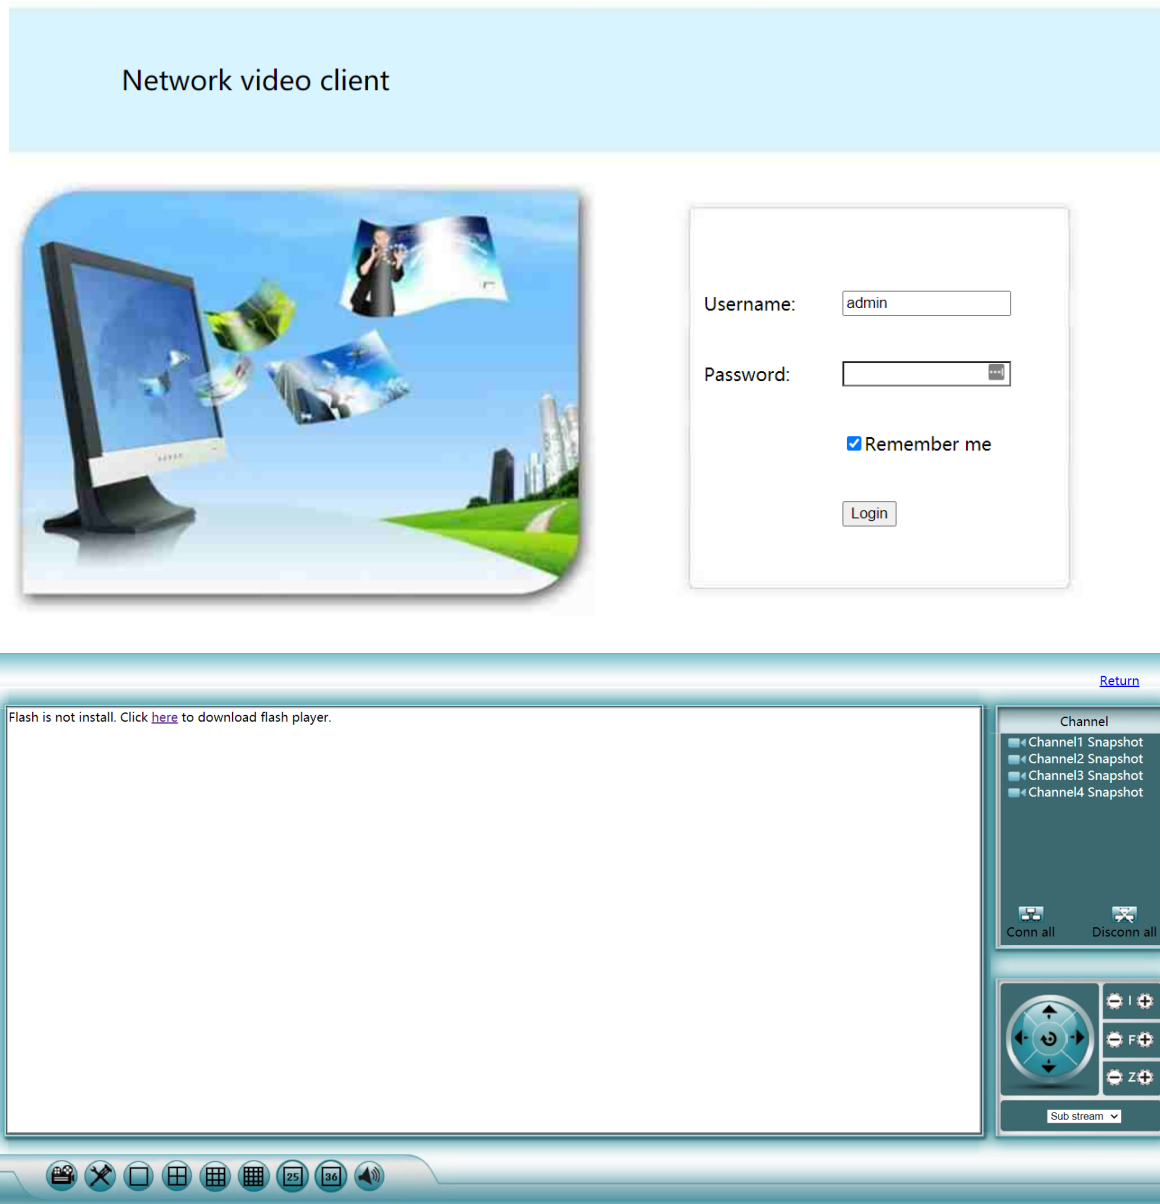 Network video client
Username: admin
Password:
Remember me
Login
Return
Flash is not install. Click here to download flash player.
Channel
Channel1 Snapshot
Channel2 Snapshot
Channel3 Snapshot
Channel4 Snapshot
Conn all Disconn all
I
F
Z
Sub stream
25 36